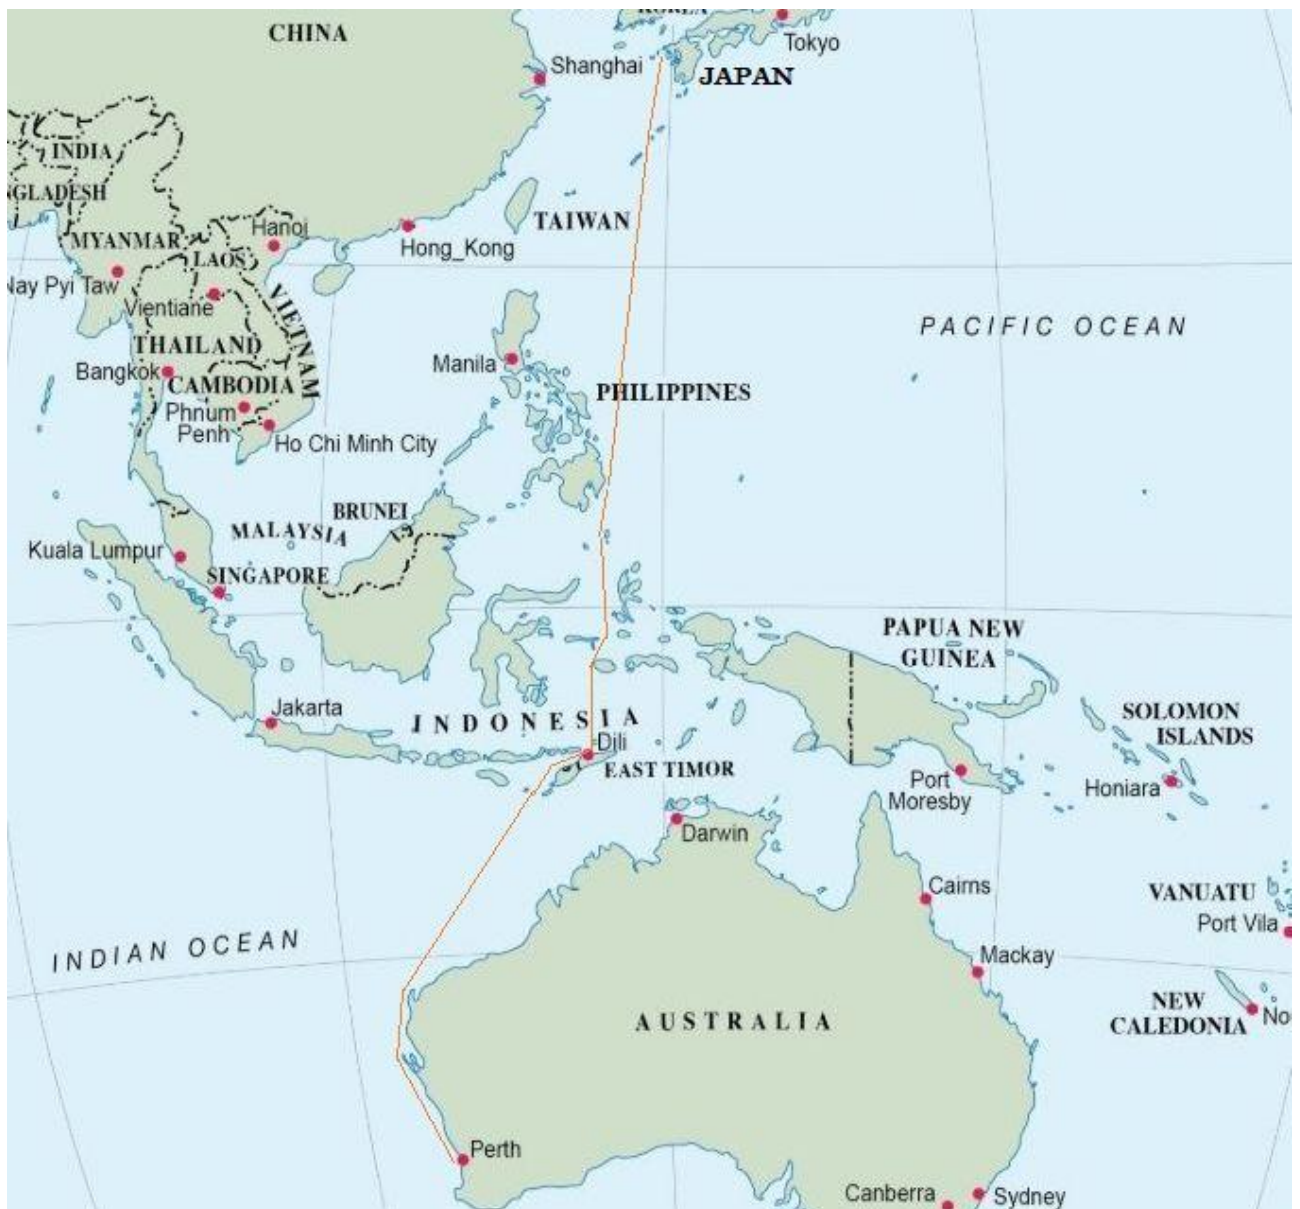 KOREA
CHINA
Tokyo
Shanghai
JAPAN
INDIA
NGLADESH
TAIWAN
Hanoi
MYANMAR
Hong_Kong
LAOS
Nay Pyi Taw
Vientiane
VIETNAM
PACIFIC OCEAN
THAILAND
Manila
Bangkok
CAMBODIA
PHILIPPINES
Phnum
Penh
Ho Chi Minh City
BRUNEI
MALAYSIA
Kuala Lumpur
SINGAPORE
PAPUA NEW
GUINEA
Jakarta
INDONESIA
SOLOMON
ISLANDS
Dili
EAST TIMOR
Port
Moresby
Honiara
Darwin
Cairns
VANUATU
Port Vila
INDIAN OCEAN
Mackay
NEW
CALEDONIA
Nou
AUSTRALIA
Perth
Canberra
Sydney